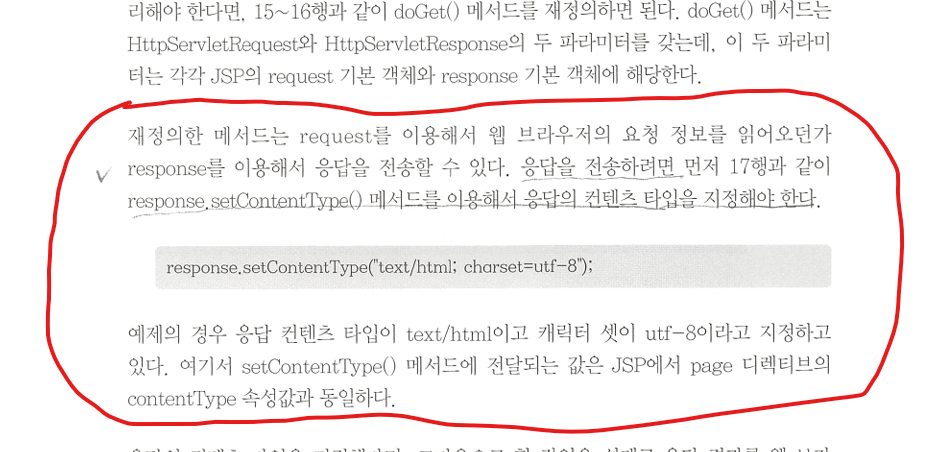 리해야 한다면, 15~16행과 같이 doGet() 메서드를 재정의하면 된다. doGet() 메서드는
HttpServletRequest와 HttpServletResponse의 두 파라미터를 갖는데, 이 두 파라미
터는 각각 JSP의 request 기본 객체와 response 기본 객체에 해당한다.
재정의한 메서드는 request를 이용해서 웹 브라우저의 요청 정보를 읽어오던가
response를 이용해서 응답을 전송할 수 있다. 응답을 전송하려면 먼저 17행과 같이
response.setContentType() 메서드를 이용해서 응답의 컨텐츠 타입을 지정해야 한다.
response.setContentType("text/html; charset=utf-8");
예제의 경우 응답 컨텐츠 타입이 text/html이고 캐릭터 셋이 utf-8이라고 지정하고
있다. 여기서 setContentType() 메서드에 전달되는 값은 JSP에서 page 디렉티브의
contentType 속성값과 동일하다.